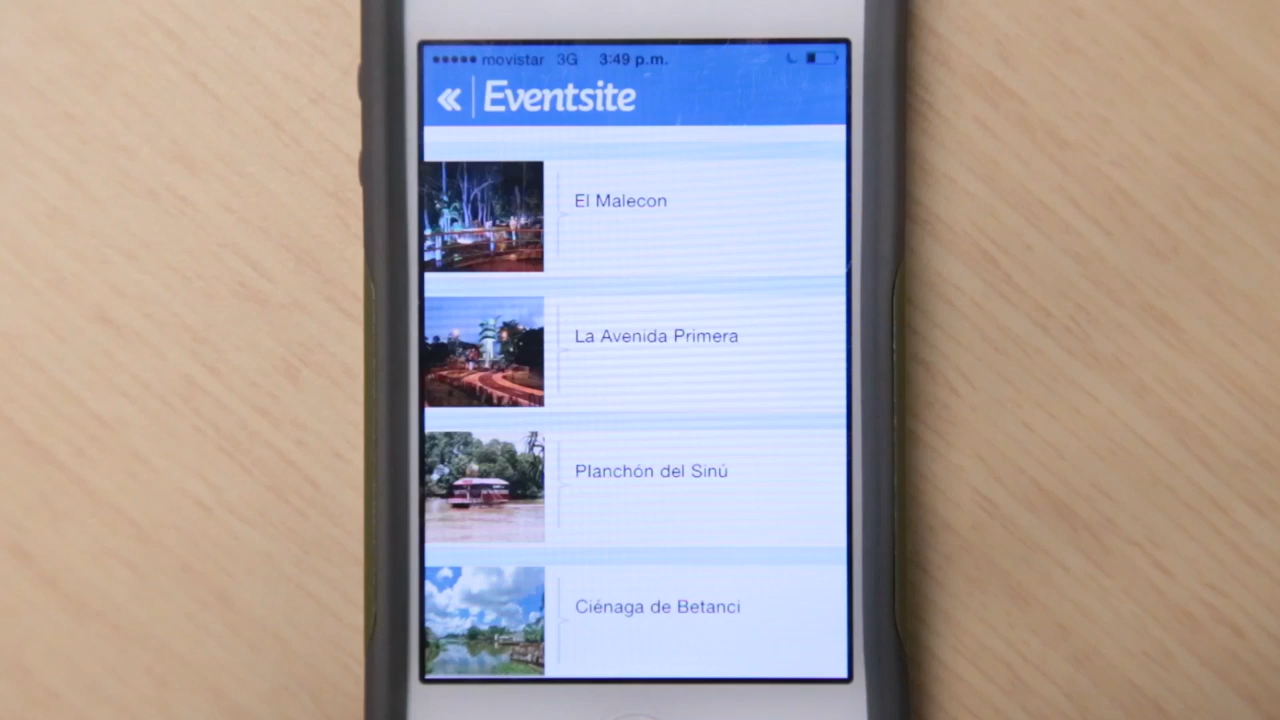 movistar 3G 3:49 p.m.
Eventsite
El Malecon
La Avenida Primera
Planchón del Sinú
Ciénaga de Betanci